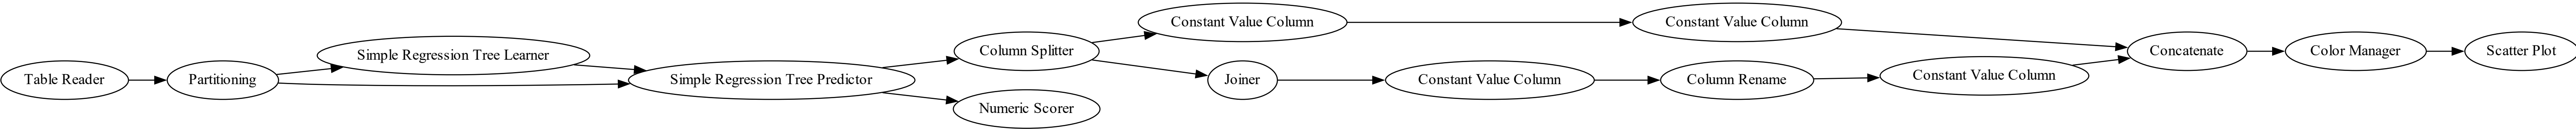 Table Reader
Partitioning
Simple Regression Tree Learner
Simple Regression Tree Predictor
Column Splitter
Numeric Scorer
Constant Value Column
Joiner
Constant Value Column
Constant Value Column
Column Rename
Constant Value Column
Concatenate
Color Manager
Scatter Plot